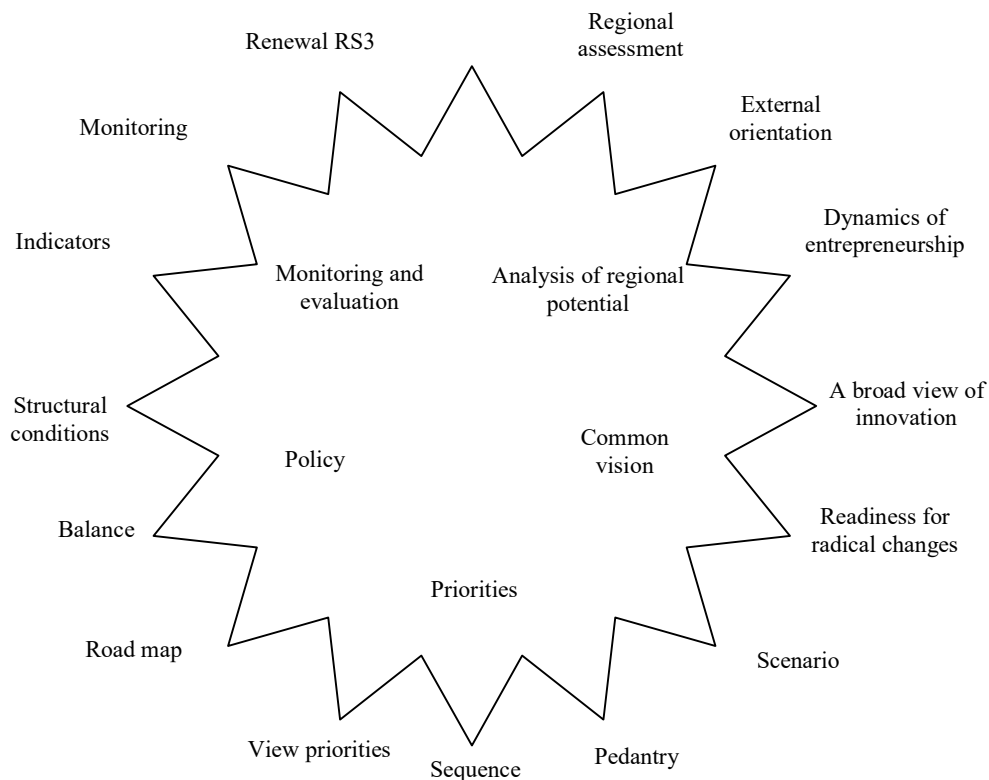 Renewal RS3
Regional
assessment
External
orientation
Monitoring
Dynamics of
entrepreneurship
Indicators
Monitoring and
evaluation
Analysis of regional
potential
A broad view of
innovation
Structural
conditions
Policy
Common
vision
Readiness for
radical changes
Balance
Priorities
Road map
Scenario
View priorities
Sequence
Pedantry